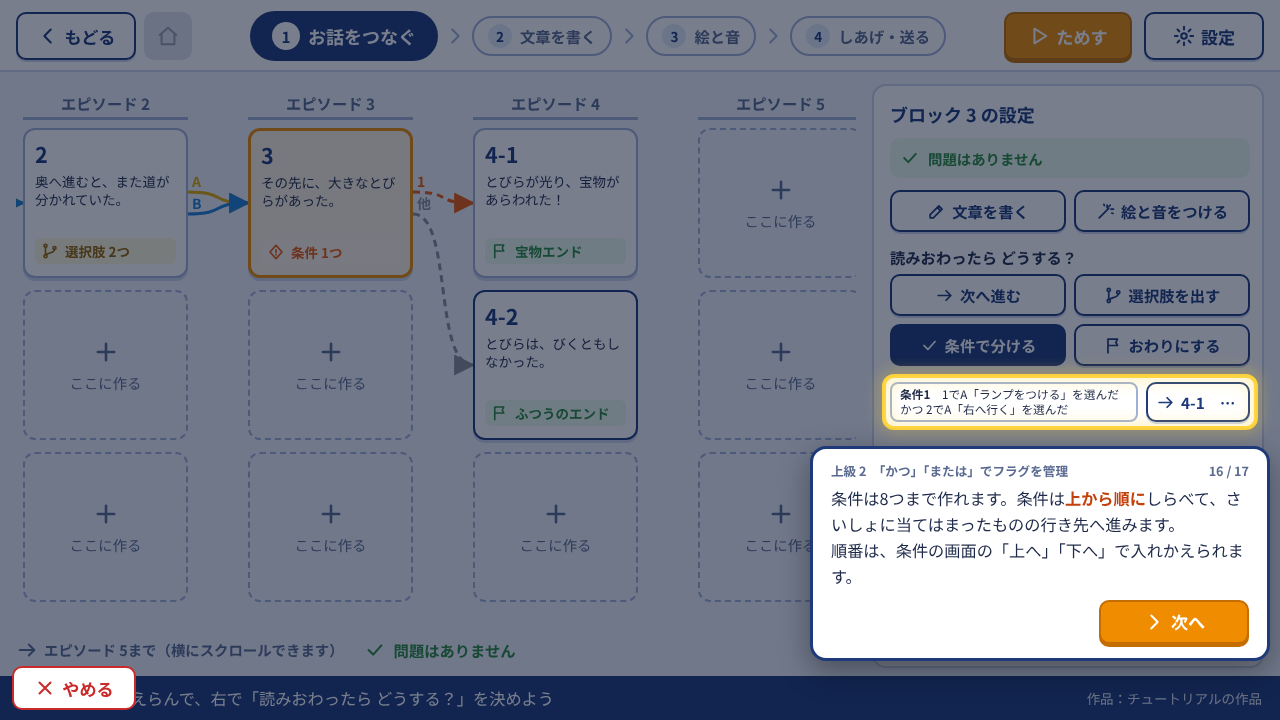 もどる
1 お話をつなぐ
2 文章を書く
3 絵と音
4 しあげ・送る
ためす
設定
エピソード 2
エピソード 3
エピソード 4
エピソード 5
2
奥へ進むと、また道が
分かれていた。
選択肢 2つ
A
B
3
その先に、大きなとび
らがあった。
条件 1つ
1
他
4-1
とびらが光り、宝物が
あらわれた！
宝物エンド
ここに作る
ここに作る
ここに作る
4-2
とびらは、びくともし
なかった。
ふつうのエンド
ここに作る
ここに作る
ここに作る
ここに作る
ここに作る
エピソード 5まで（横にスクロールできます）
問題はありません
ブロック 3 の設定
問題はありません
文章を書く
絵と音をつける
読みおわったら どうする？
次へ進む
選択肢を出す
条件で分ける
おわりにする
条件1 1でA「ランプをつける」を選んだ
かつ 2でA「右へ行く」を選んだ
4-1 …
上級 2 「かつ」「または」でフラグを管理
16 / 17
条件は8つまで作れます。条件は上から順にしらべて、さ
いしょに当てはまったものの行き先へ進みます。
順番は、条件の画面の「上へ」「下へ」で入れかえられま
す。
次へ
やめる
えらんで、右で「読みおわったら どうする？」を決めよう
作品：チュートリアルの作品